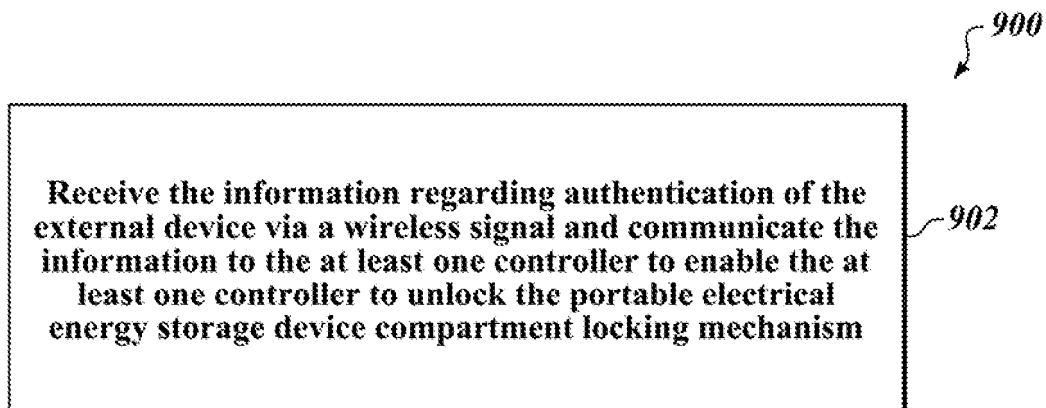 900
Receive the information regarding authentication of the
external device via a wireless signal and communicate the
information to the at least one controller to enable the at
least one controller to unlock the portable electrical
energy storage device compartment locking mechanism
902